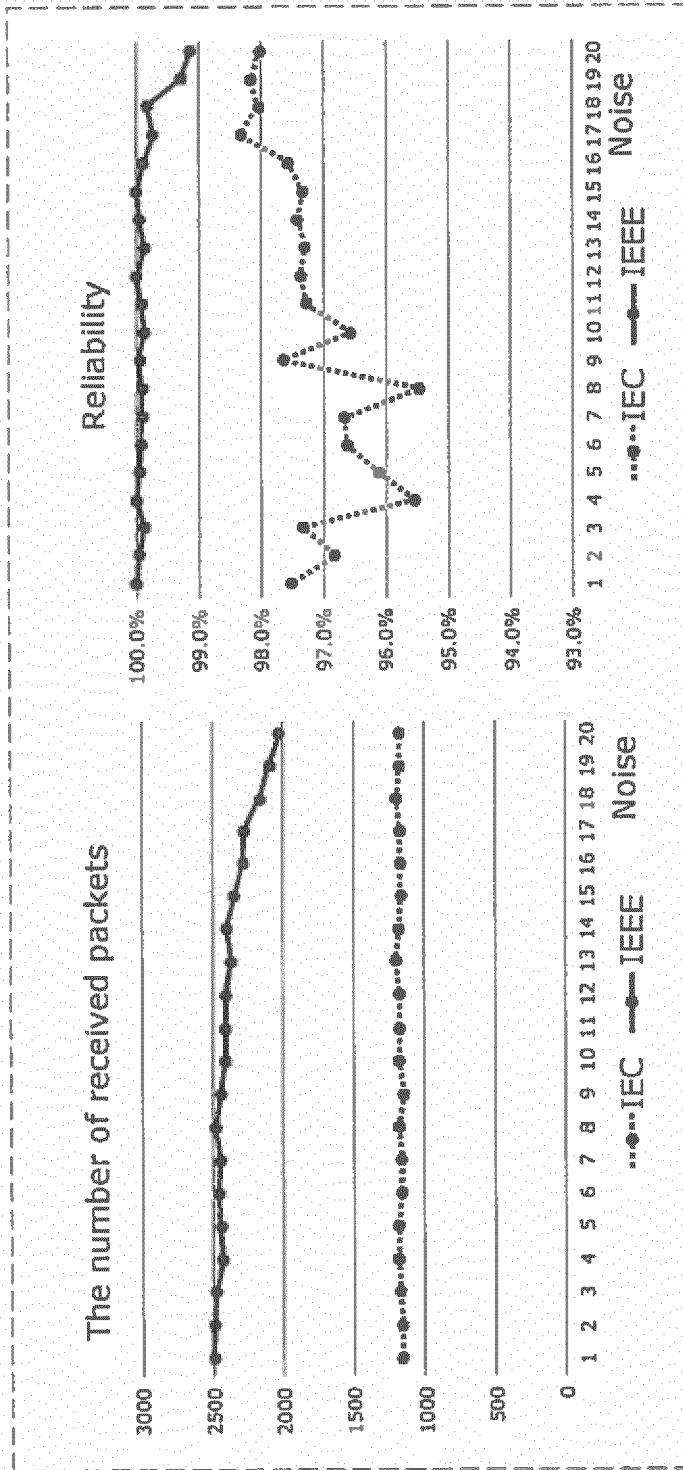 The number of received packets
3000
2500
2000
1500
1000
500
0
1 2 3 4 5 6 7 8 9 10 11 12 13 14 15 16 17 18 19 20
IEC IEEE Noise
Reliability
100.0%
99.0%
98.0%
97.0%
96.0%
95.0%
94.0%
93.0%
1 2 3 4 5 6 7 8 9 10 11 12 13 14 15 16 17 18 19 20
IEC IEEE Noise